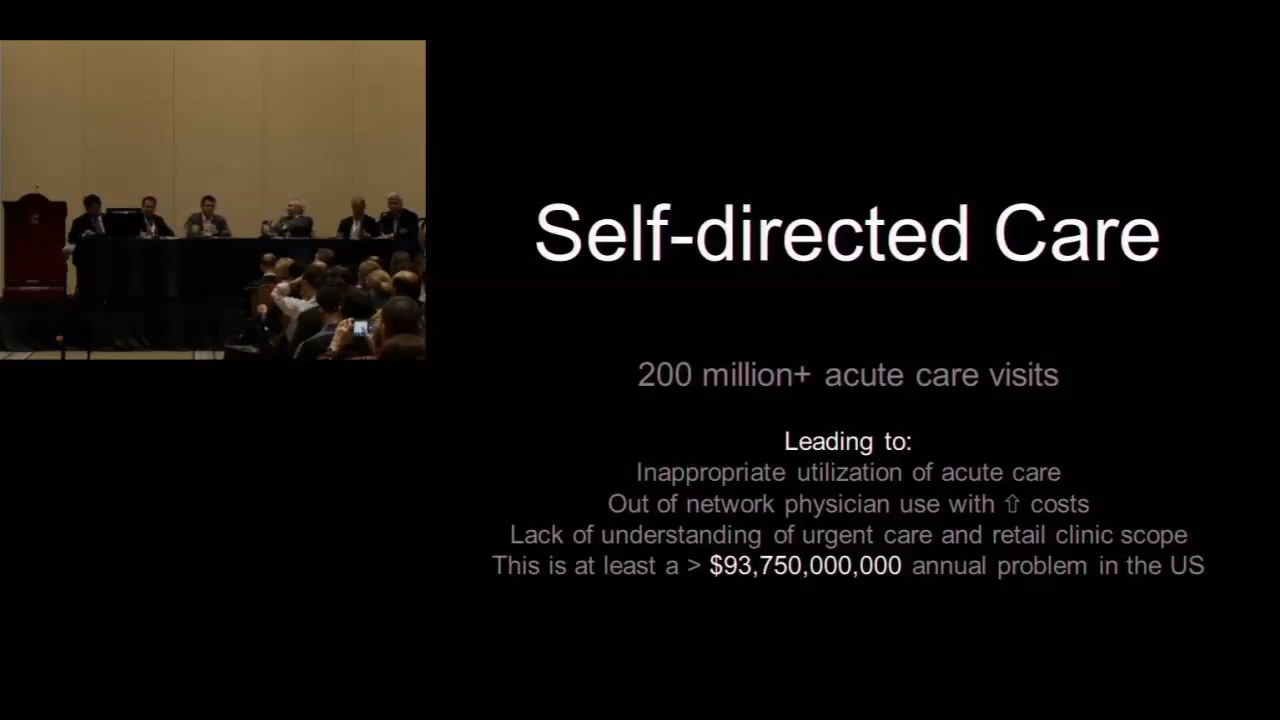 Self-directed Care
200 million+ acute care visits
Leading to:
Inappropriate utilization of acute care
Out of network physician use with ⇧ costs
Lack of understanding of urgent care and retail clinic scope
This is at least a > $93,750,000,000 annual problem in the US